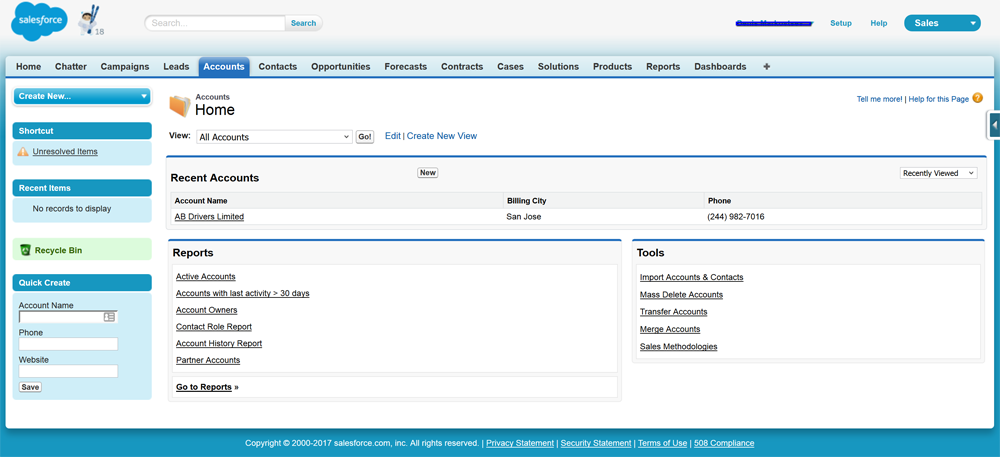 salesforce
18
Search...
Search
Setup
Help
Sales
Home Chatter Campaigns Leads Accounts Contacts Opportunities Forecasts Contracts Cases Solutions Products Reports Dashboards +
Create New...
Shortcut
Unresolved Items
Recent Items
No records to display
Recycle Bin
Quick Create
Account Name
Phone
Website
Save
Accounts
Home
Tell me more! | Help for this Page ?
View: All Accounts Go! Edit | Create New View
Recent Accounts New Recently Viewed
Account Name Billing City Phone
AB Drivers Limited San Jose (244) 982-7016
Reports
Active Accounts
Accounts with last activity > 30 days
Account Owners
Contact Role Report
Account History Report
Partner Accounts
Go to Reports »
Tools
Import Accounts & Contacts
Mass Delete Accounts
Transfer Accounts
Merge Accounts
Sales Methodologies
Copyright © 2000-2017 salesforce.com, inc. All rights reserved. | Privacy Statement | Security Statement | Terms of Use | 508 Compliance